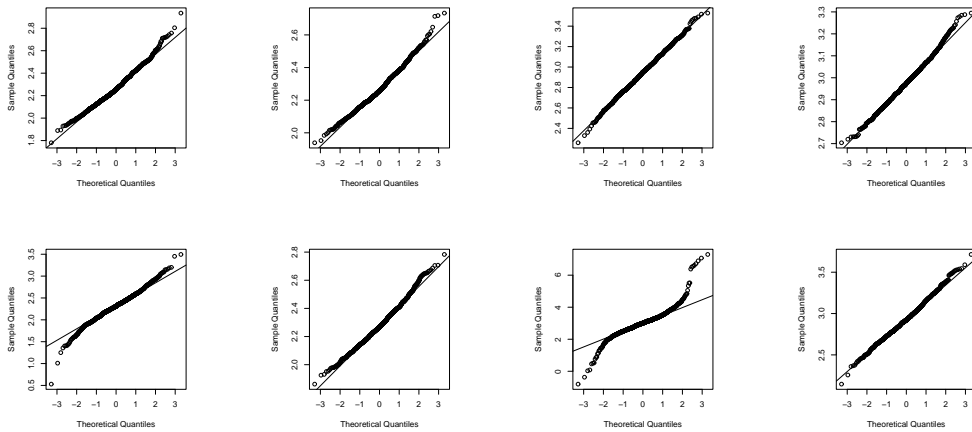 1.8 2.0 2.2 2.4 2.6 2.8
Sample Quantiles
−3 −2 −1 0 1 2 3
Theoretical Quantiles
2.0 2.2 2.4 2.6
Sample Quantiles
−3 −2 −1 0 1 2 3
Theoretical Quantiles
2.4 2.6 2.8 3.0 3.2 3.4
Sample Quantiles
−3 −2 −1 0 1 2 3
Theoretical Quantiles
2.7 2.8 2.9 3.0 3.1 3.2 3.3
Sample Quantiles
−3 −2 −1 0 1 2 3
Theoretical Quantiles
0.5 1.0 1.5 2.0 2.5 3.0 3.5
Sample Quantiles
−3 −2 −1 0 1 2 3
Theoretical Quantiles
2.0 2.2 2.4 2.6 2.8
Sample Quantiles
−3 −2 −1 0 1 2 3
Theoretical Quantiles
0 2 4 6
Sample Quantiles
−3 −2 −1 0 1 2 3
Theoretical Quantiles
2.5 3.0 3.5
Sample Quantiles
−3 −2 −1 0 1 2 3
Theoretical Quantiles